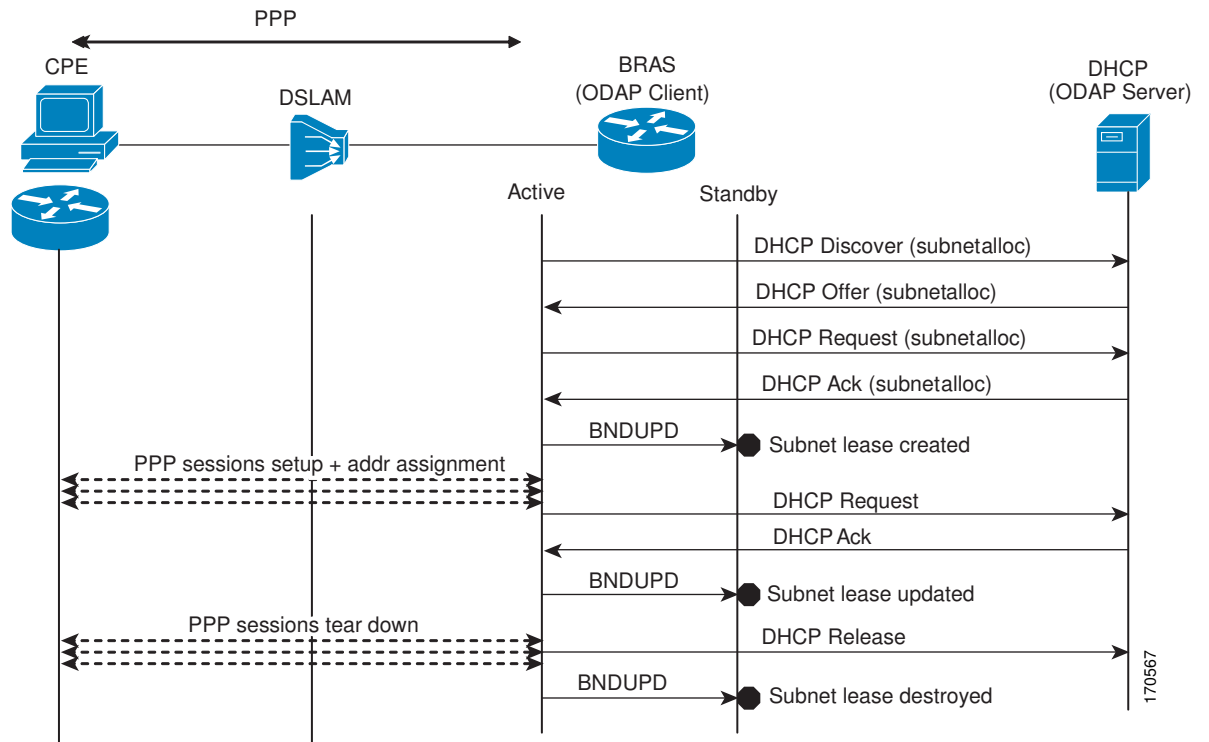 PPP
CPE
DSLAM
BRAS
(ODAP Client)
DHCP
(ODAP Server)
Active
Standby
DHCP Discover (subnetalloc)
DHCP Offer (subnetalloc)
DHCP Request (subnetalloc)
DHCP Ack (subnetalloc)
BNDUPD
Subnet lease created
PPP sessions setup + addr assignment
DHCP Request
DHCP Ack
BNDUPD
Subnet lease updated
PPP sessions tear down
DHCP Release
BNDUPD
Subnet lease destroyed
170567